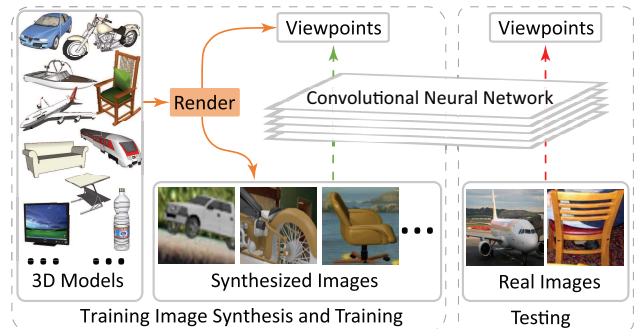 Viewpoints
Viewpoints
Render
Convolutional Neural Network
3D Models
Synthesized Images
Real Images
Training Image Synthesis and Training
Testing